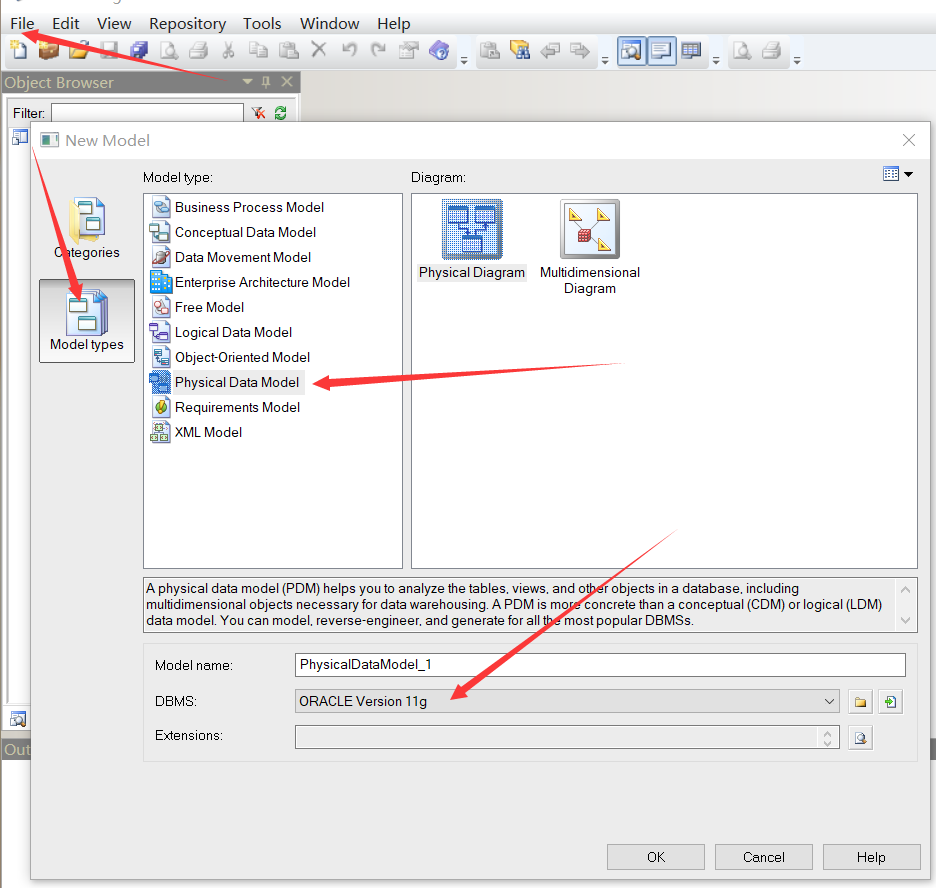 File Edit View Repository Tools Window Help
Object Browser
Filter:
New Model
Model type:
Diagram:
Categories
Model types
Business Process Model
Conceptual Data Model
Data Movement Model
Enterprise Architecture Model
Free Model
Logical Data Model
Object-Oriented Model
Physical Data Model
Requirements Model
XML Model
Physical Diagram
Multidimensional
Diagram
A physical data model (PDM) helps you to analyze the tables, views, and other objects in a database, including
multidimensional objects necessary for data warehousing. A PDM is more concrete than a conceptual (CDM) or logical (LDM)
data model. You can model, reverse-engineer, and generate for all the most popular DBMSs.
Model name:
PhysicalDataModel_1
DBMS:
ORACLE Version 11g
Extensions:
Out
OK
Cancel
Help